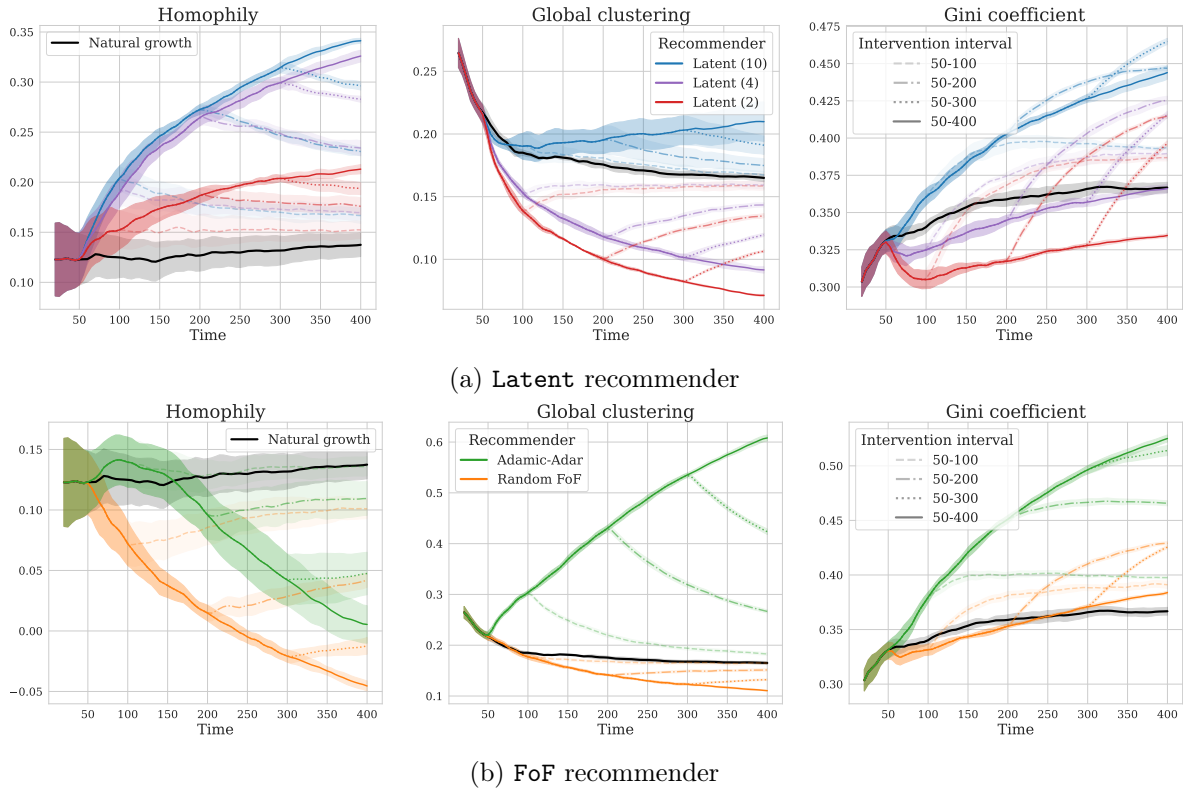 Homophily
Global clustering
Gini coefficient
Natural growth
0.35
0.30
0.25
0.20
0.15
0.10
50 100 150 200 250 300 350 400
Time
Recommender
Latent (10)
Latent (4)
Latent (2)
0.25
0.20
0.15
0.10
50 100 150 200 250 300 350 400
Time
Intervention interval
50-100
50-200
50-300
50-400
0.475
0.450
0.425
0.400
0.375
0.350
0.325
0.300
50 100 150 200 250 300 350 400
Time
(a) Latent recommender
Homophily
Global clustering
Gini coefficient
Natural growth
0.15
0.10
0.05
0.00
−0.05
50 100 150 200 250 300 350 400
Time
Recommender
Adamic-Adar
Random FoF
0.6
0.5
0.4
0.3
0.2
0.1
50 100 150 200 250 300 350 400
Time
Intervention interval
50-100
50-200
50-300
50-400
0.50
0.45
0.40
0.35
0.30
50 100 150 200 250 300 350 400
Time
(b) FoF recommender